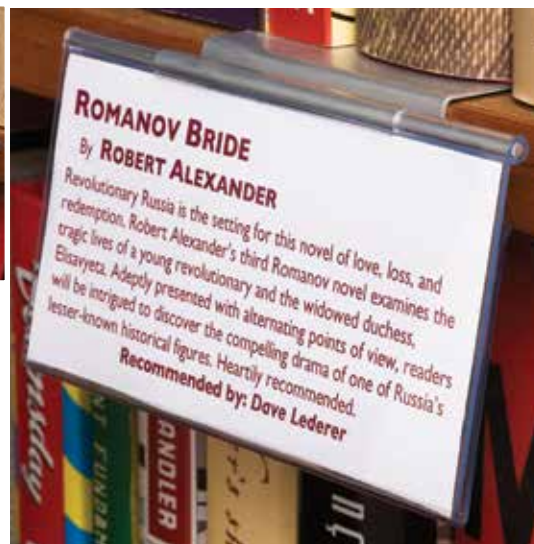 ROMANOV BRIDE
By ROBERT ALEXANDER
Revolutionary Russia is the setting for this novel of love, loss, and
redemption. Robert Alexander's third Romanov novel examines the
tragic lives of a young revolutionary and the widowed duchess,
Elisavyeta. Adeptly presented with alternating points of view, readers
will be intrigued to discover the compelling drama of one of Russia's
lesser-known historical figures. Heartily recommended.
Recommended by: Dave Lederer